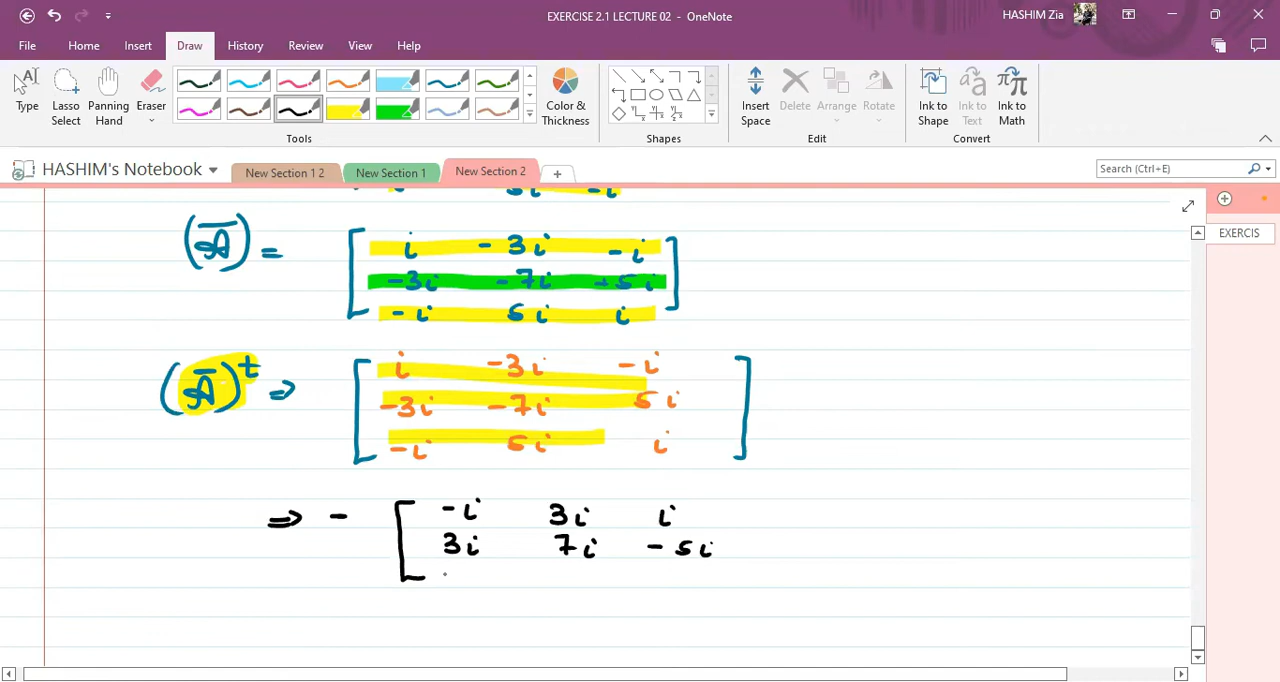 EXERCISE 2.1 LECTURE 02 - OneNote
HASHIM Zia
File Home Insert Draw History Review View Help
Type
Lasso Select
Panning Hand
Eraser
Color & Thickness
Insert Space
Delete
Arrange
Rotate
Ink to Shape
Ink to Text
Ink to Math
Tools
Shapes
Edit
Convert
HASHIM's Notebook
New Section 1 2
New Section 1
New Section 2
Search (Ctrl+E)
EXERCIS
(Ā) =
[ i -3i -i ]
[ -3i -7i +5i ]
[ -i 5i i ]
(Ā)ᵗ ⇒
[ i -3i -i ]
[ -3i -7i 5i ]
[ -i 5i i ]
⇒ -
[ -i 3i i
3i 7i -5i